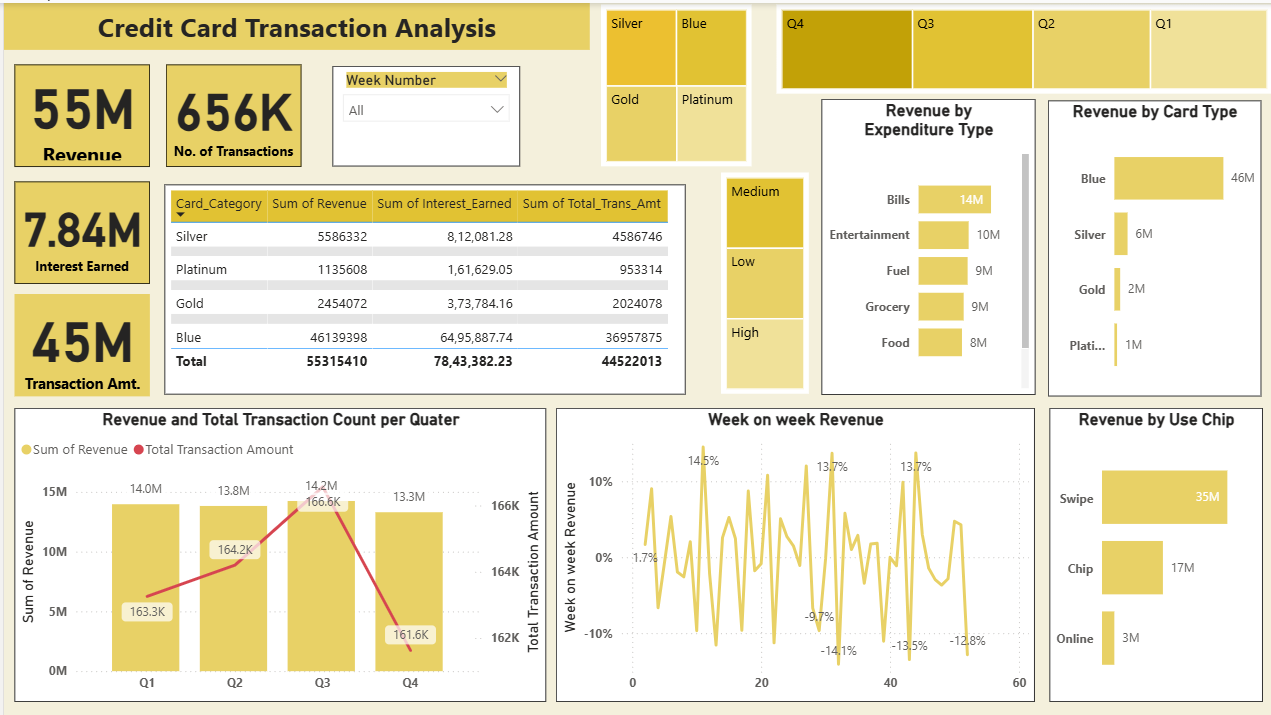 Credit Card Transaction Analysis
55M
Revenue
656K
No. of Transactions
Week Number
All
Silver
Blue
Gold
Platinum
Q4
Q3
Q2
Q1
7.84M
Interest Earned
45M
Transaction Amt.
Card_Category Sum of Revenue Sum of Interest_Earned Sum of Total_Trans_Amt
Silver 5586332 8,12,081.28 4586746
Platinum 1135608 1,61,629.05 953314
Gold 2454072 3,73,784.16 2024078
Blue 46139398 64,95,887.74 36957875
Total 55315410 78,43,382.23 44522013
Medium
Low
High
Revenue by
Expenditure Type
Bills 14M
Entertainment 10M
Fuel 9M
Grocery 9M
Food 8M
Revenue by Card Type
Blue 46M
Silver 6M
Gold 2M
Plati... 1M
Revenue and Total Transaction Count per Quater
Sum of Revenue Total Transaction Amount
15M
10M
5M
0M
Sum of Revenue
14.0M
13.8M
14.2M
13.3M
163.3K
164.2K
166.6K
161.6K
166K
164K
162K
Total Transaction Amount
Q1 Q2 Q3 Q4
Week on week Revenue
Week on week Revenue
10%
0%
-10%
1.7%
14.5%
-9.7%
13.7%
-14.1%
13.7%
-13.5%
-12.8%
0 20 40 60
Revenue by Use Chip
Swipe 35M
Chip 17M
Online 3M